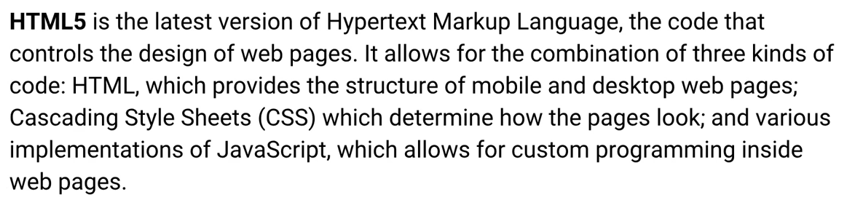 HTML5 is the latest version of Hypertext Markup Language, the code that
controls the design of web pages. It allows for the combination of three kinds of
code: HTML, which provides the structure of mobile and desktop web pages;
Cascading Style Sheets (CSS) which determine how the pages look; and various
implementations of JavaScript, which allows for custom programming inside
web pages.